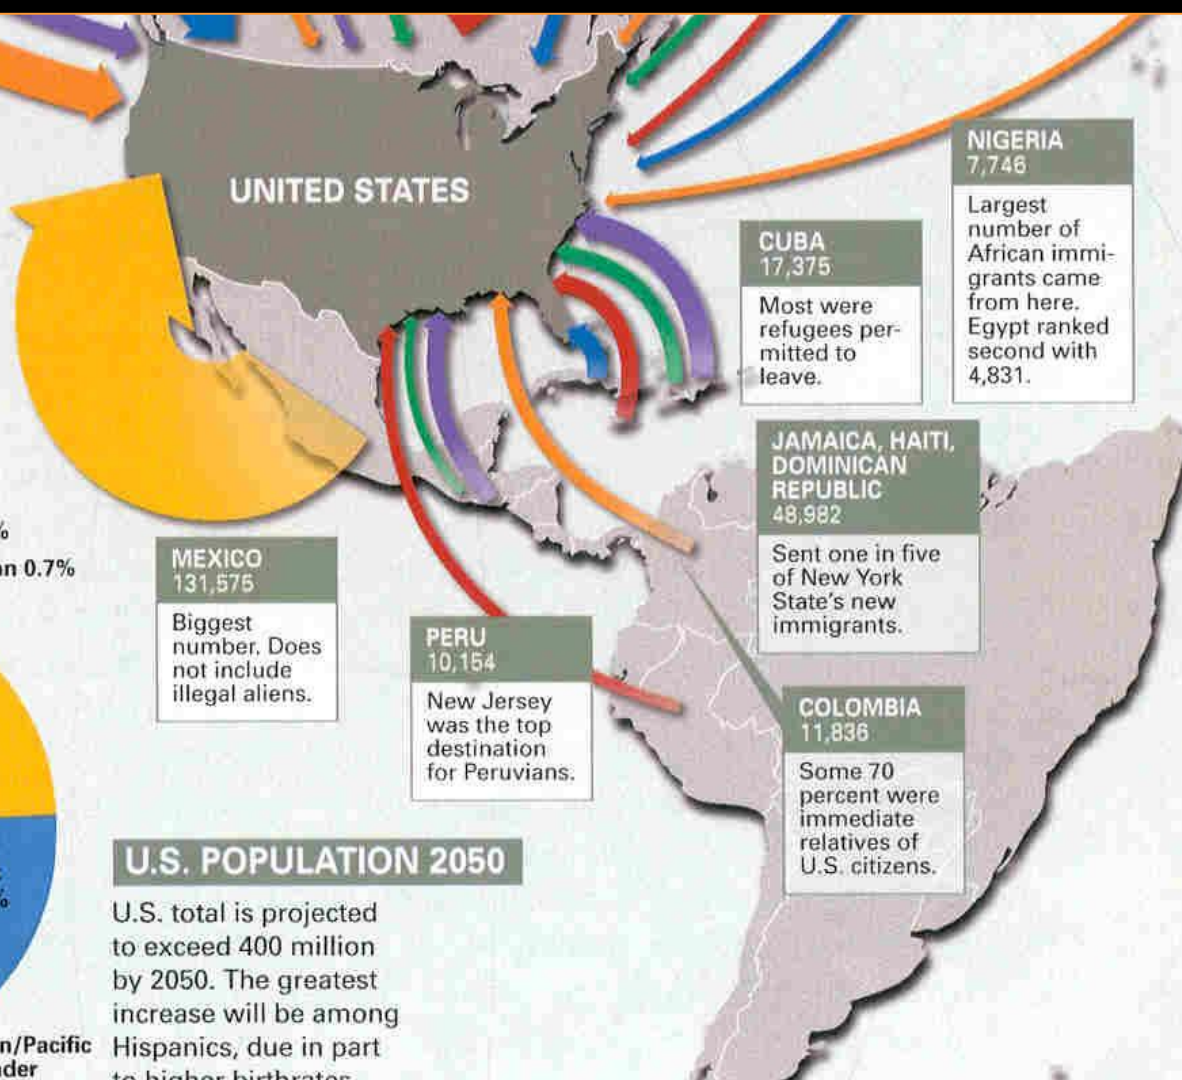 UNITED STATES
NIGERIA
7,746
Largest
number of
African immi-
grants came
from here.
Egypt ranked
second with
4,831.
CUBA
17,375
Most were
refugees per-
mitted to
leave.
JAMAICA, HAITI,
DOMINICAN
REPUBLIC
48,982
Sent one in five
of New York
State's new
immigrants.
%
an 0.7%
MEXICO
131,575
Biggest
number. Does
not include
illegal aliens.
PERU
10,154
New Jersey
was the top
destination
for Peruvians.
COLOMBIA
11,836
Some 70
percent were
immediate
relatives of
U.S. citizens.
%
n/Pacific
nder
U.S. POPULATION 2050
U.S. total is projected
to exceed 400 million
by 2050. The greatest
increase will be among
Hispanics, due in part
to higher birthrates